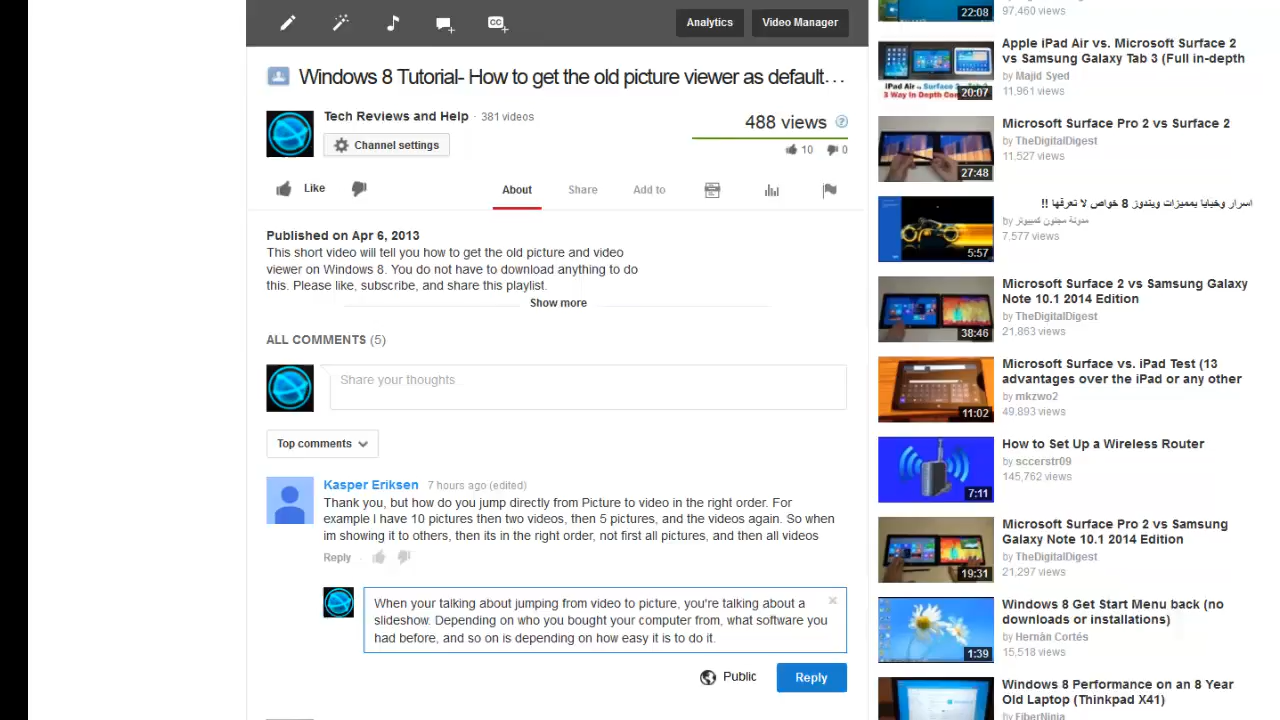 Analytics
Video Manager
Windows 8 Tutorial- How to get the old picture viewer as default...
Tech Reviews and Help · 381 videos
Channel settings
488 views
10
0
Like
About
Share
Add to
Published on Apr 6, 2013
This short video will tell you how to get the old picture and video
viewer on Windows 8. You do not have to download anything to do
this. Please like, subscribe, and share this playlist.
Show more
ALL COMMENTS (5)
Share your thoughts
Top comments
Kasper Eriksen 7 hours ago (edited)
Thank you, but how do you jump directly from Picture to video in the right order. For
example I have 10 pictures then two videos, then 5 pictures, and the videos again. So when
im showing it to others, then its in the right order, not first all pictures, and then all videos
Reply
When your talking about jumping from video to picture, you're talking about a
slideshow. Depending on who you bought your computer from, what software you
had before, and so on is depending on how easy it is to do it.
Public
Reply
22:08
97,460 views
Apple iPad Air vs. Microsoft Surface 2
vs Samsung Galaxy Tab 3 (Full in-depth
by Majid Syed
11,961 views
20:07
Microsoft Surface Pro 2 vs Surface 2
by TheDigitalDigest
11,527 views
27:48
اسرار وخبايا بمميزات ويندوز 8 خواص لا تعرفها !!
by مدونة مجنون كمبيوتر
7,577 views
5:57
Microsoft Surface 2 vs Samsung Galaxy
Note 10.1 2014 Edition
by TheDigitalDigest
21,863 views
38:46
Microsoft Surface vs. iPad Test (13
advantages over the iPad or any other
by mkzwo2
49,893 views
11:02
How to Set Up a Wireless Router
by sccerstr09
145,762 views
7:11
Microsoft Surface Pro 2 vs Samsung
Galaxy Note 10.1 2014 Edition
by TheDigitalDigest
21,297 views
19:31
Windows 8 Get Start Menu back (no
downloads or installations)
by Hernàn Cortés
15,518 views
1:39
Windows 8 Performance on an 8 Year
Old Laptop (Thinkpad X41)
by FiberNinja